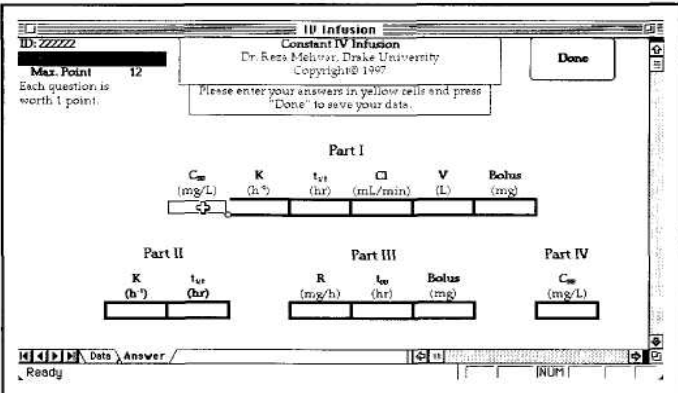 IV Infusion
ID: 222222
Max. Point 12
Each question is
worth 1 point.
Constant IV Infusion
Dr. Reza Mehvar, Drake University
Copyright© 1997
Please enter your answers in yellow cells and press
"Done" to save your data.
Done
Part I
Css K t1/2 Cl V Bolus
(mg/L) (h⁻¹) (hr) (mL/min) (L) (mg)
Part II Part III Part IV
K t1/2 R tss Bolus Css
(h⁻¹) (hr) (mg/h) (hr) (mg) (mg/L)
Data Answer
Ready NUM